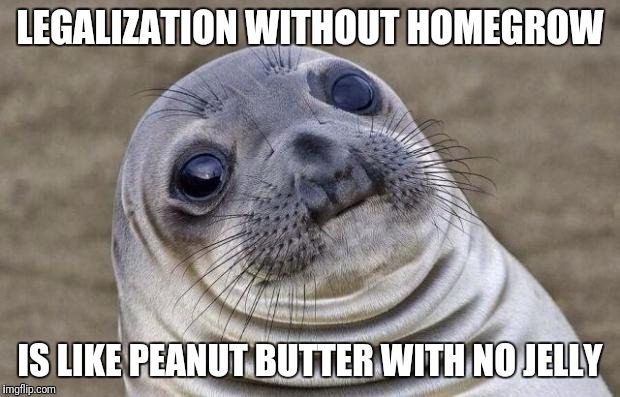 LEGALIZATION WITHOUT HOMEGROW
IS LIKE PEANUT BUTTER WITH NO JELLY
imgflip.com